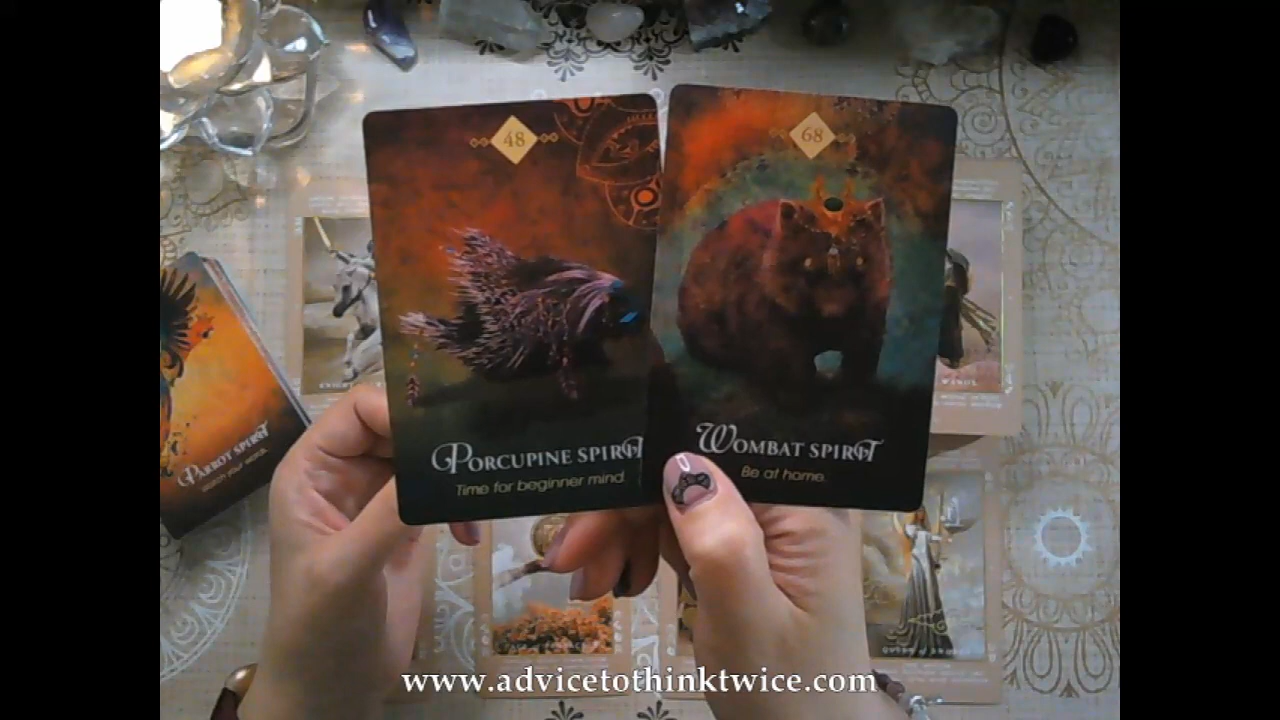 48
68
PORCUPINE SPIRIT
Time for beginner mind.
WOMBAT SPIRIT
Be at home.
PARROT SPIRIT
www.advicetothinktwice.com